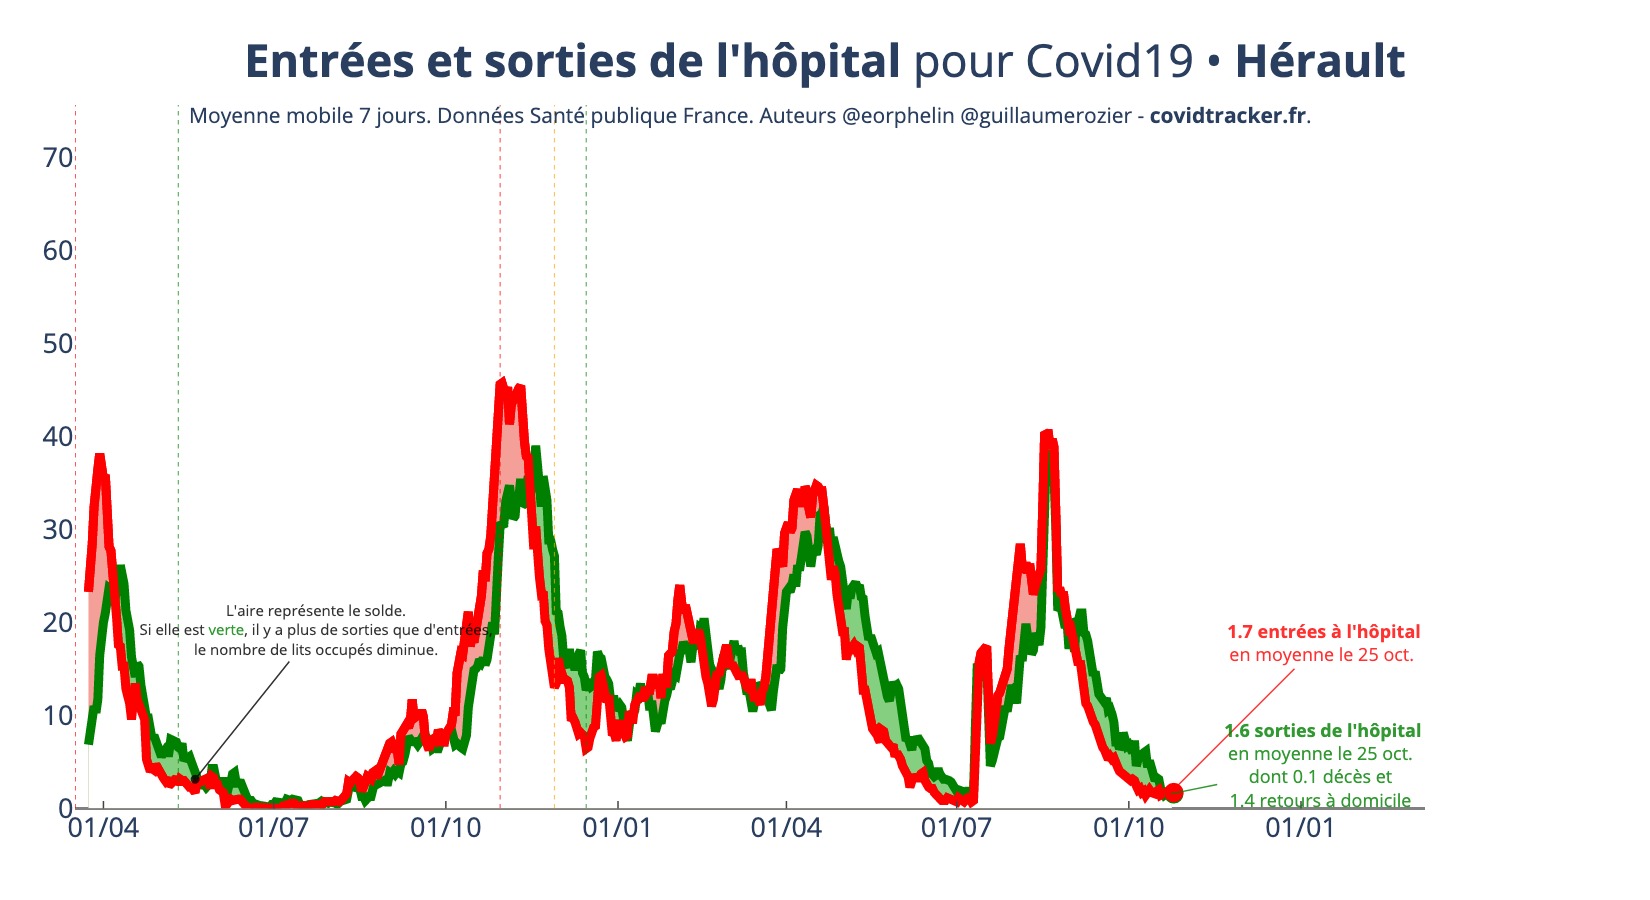 Entrées et sorties de l'hôpital pour Covid19 • Hérault
Moyenne mobile 7 jours. Données Santé publique France. Auteurs @eorphelin @guillaumerozier - covidtracker.fr.
70
60
50
40
30
20
10
0
L'aire représente le solde.
Si elle est verte, il y a plus de sorties que d'entrées,
le nombre de lits occupés diminue.
1.7 entrées à l'hôpital
en moyenne le 25 oct.
1.6 sorties de l'hôpital
en moyenne le 25 oct.
dont 0.1 décès et
1.4 retours à domicile
01/04 01/07 01/10 01/01 01/04 01/07 01/10 01/01